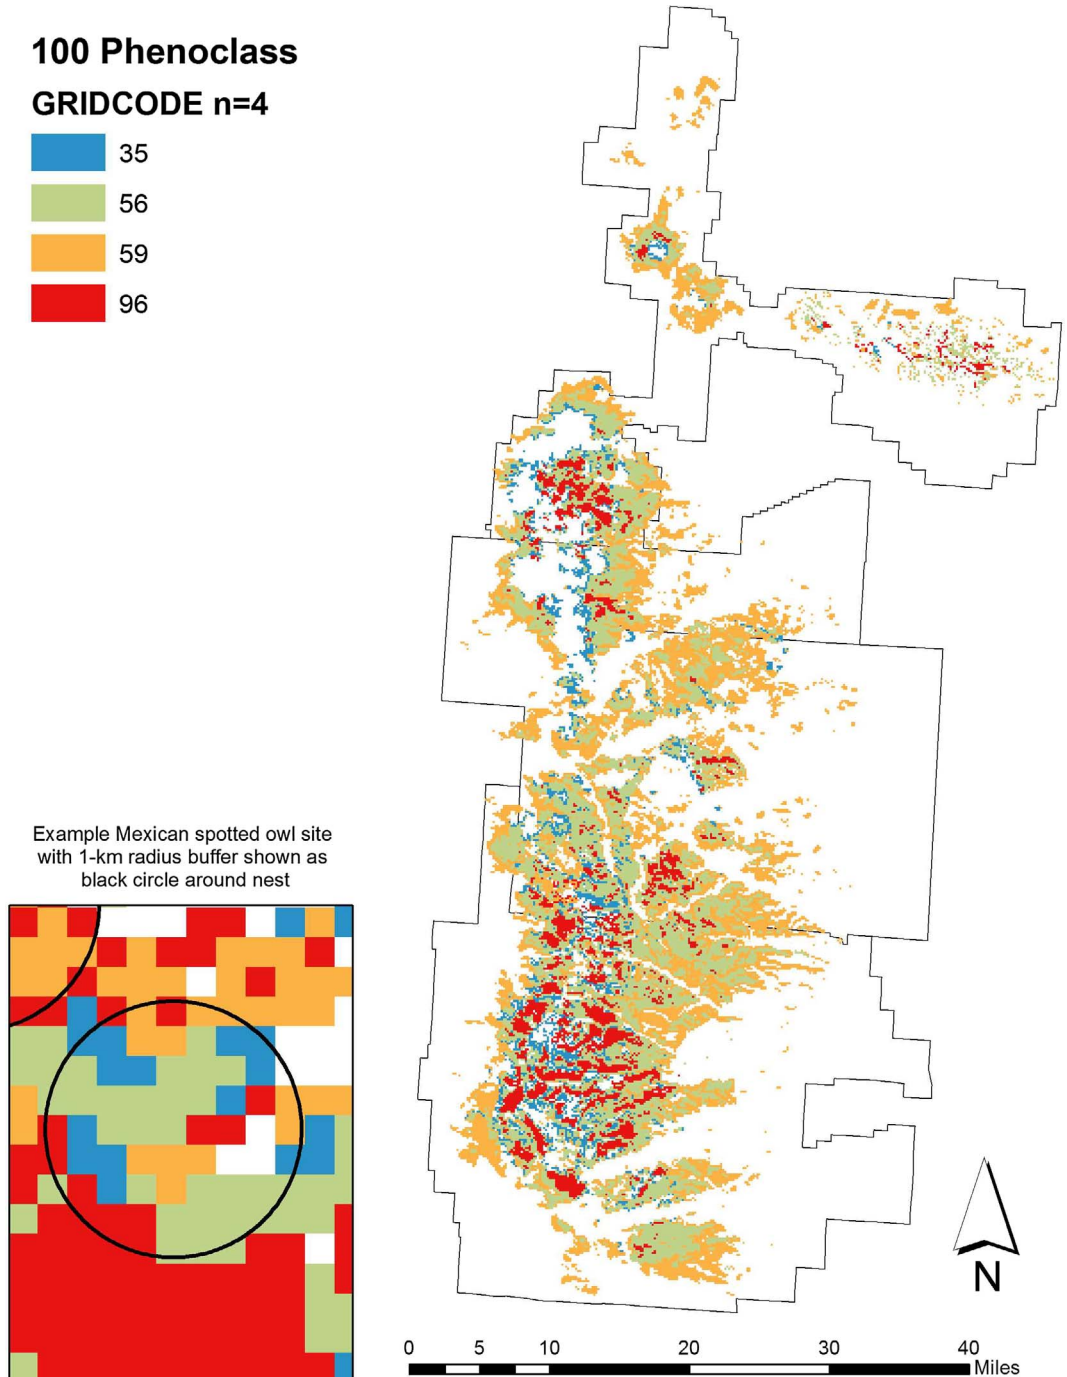 100 Phenoclass
GRIDCODE n=4
35
56
59
96
Example Mexican spotted owl site
with 1-km radius buffer shown as
black circle around nest
N
0 5 10 20 30 40
Miles